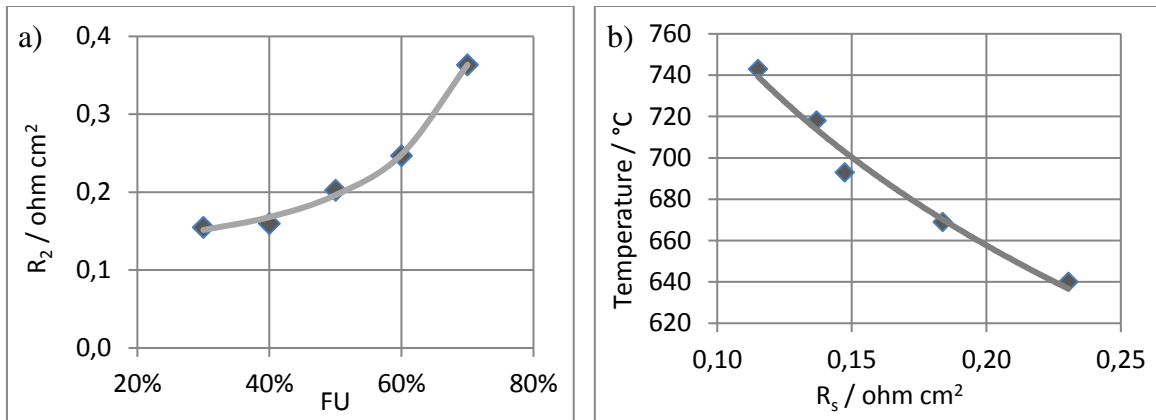 a)
R₂ / ohm cm²
0,4
0,3
0,2
0,1
0,0
20% 40% 60% 80%
FU
b)
Temperature / °C
760
740
720
700
680
660
640
620
0,10 0,15 0,20 0,25
Rₛ / ohm cm²